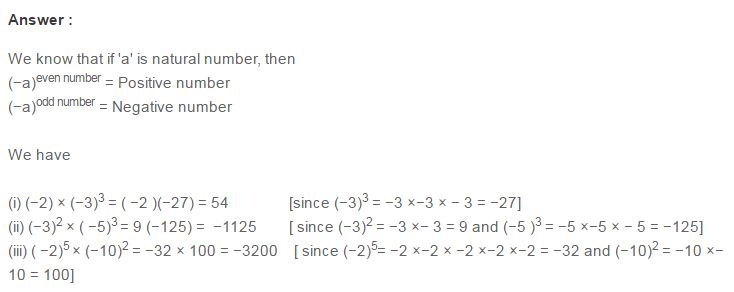 Answer :
We know that if 'a' is natural number, then
(−a)^even number = Positive number
(−a)^odd number = Negative number
We have
(i) (−2) × (−3)³ = ( −2 )(−27) = 54 [since (−3)³ = −3 ×−3 × − 3 = −27]
(ii) (−3)² × ( −5)³ = 9 (−125) = −1125 [ since (−3)² = −3 ×− 3 = 9 and (−5 )³ = −5 ×−5 × − 5 = −125]
(iii) ( −2)⁵ × (−10)² = −32 × 100 = −3200 [ since (−2)⁵= −2 ×−2 × −2 ×−2 ×−2 = −32 and (−10)² = −10 ×−
10 = 100]